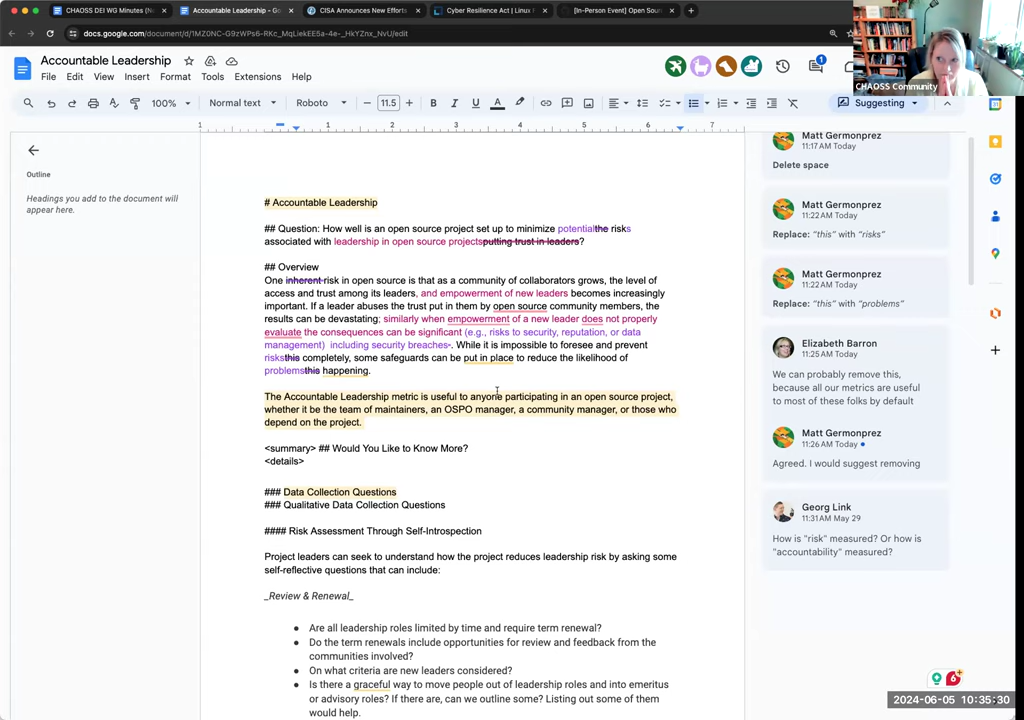 CHAOSS DEI WG Minutes (N
Accountable Leadership - Go
CISA Announces New Efforts
Cyber Resilience Act | Linux F
[In-Person Event] Open Sour
docs.google.com/document/d/1MZ0NC-G9zWPs6-RKc_MqLiekEE5a-4e-_HkYZnx_NvU/edit
Accountable Leadership
File Edit View Insert Format Tools Extensions Help
1
100% Normal text Roboto 11.5 B I U A Suggesting
1 1 2 3 4 5 6 7
CHAOSS Community
Outline
Headings you add to the document will
appear here.
# Accountable Leadership
## Question: How well is an open source project set up to minimize potentialthe risks
associated with leadership in open source projectsputting trust in leaders?
## Overview
One inherent risk in open source is that as a community of collaborators grows, the level of
access and trust among its leaders, and empowerment of new leaders becomes increasingly
important. If a leader abuses the trust put in them by open source community members, the
results can be devastating; similarly when empowerment of a new leader does not properly
evaluate the consequences can be significant (e.g., risks to security, reputation, or data
management) including security breaches-. While it is impossible to foresee and prevent
risksthis completely, some safeguards can be put in place to reduce the likelihood of
problemsthis happening.
The Accountable Leadership metric is useful to anyone participating in an open source project,
whether it be the team of maintainers, an OSPO manager, a community manager, or those who
depend on the project.
<summary> ## Would You Like to Know More?
<details>
### Data Collection Questions
### Qualitative Data Collection Questions
#### Risk Assessment Through Self-Introspection
Project leaders can seek to understand how the project reduces leadership risk by asking some
self-reflective questions that can include:
_Review & Renewal_
● Are all leadership roles limited by time and require term renewal?
● Do the term renewals include opportunities for review and feedback from the
communities involved?
● On what criteria are new leaders considered?
● Is there a graceful way to move people out of leadership roles and into emeritus
or advisory roles? If there are, can we outline some? Listing out some of them
would help.
Matt Germonprez
11:17 AM Today
Delete space
Matt Germonprez
11:22 AM Today
Replace: "this" with "risks"
Matt Germonprez
11:22 AM Today
Replace: "this" with "problems"
Elizabeth Barron
11:25 AM Today
We can probably remove this,
because all our metrics are useful
to most of these folks by default
Matt Germonprez
11:26 AM Today
Agreed. I would suggest removing
Georg Link
11:31 AM May 29
How is "risk" measured? Or how is
"accountability" measured?
6
2024-06-05 10:35:30